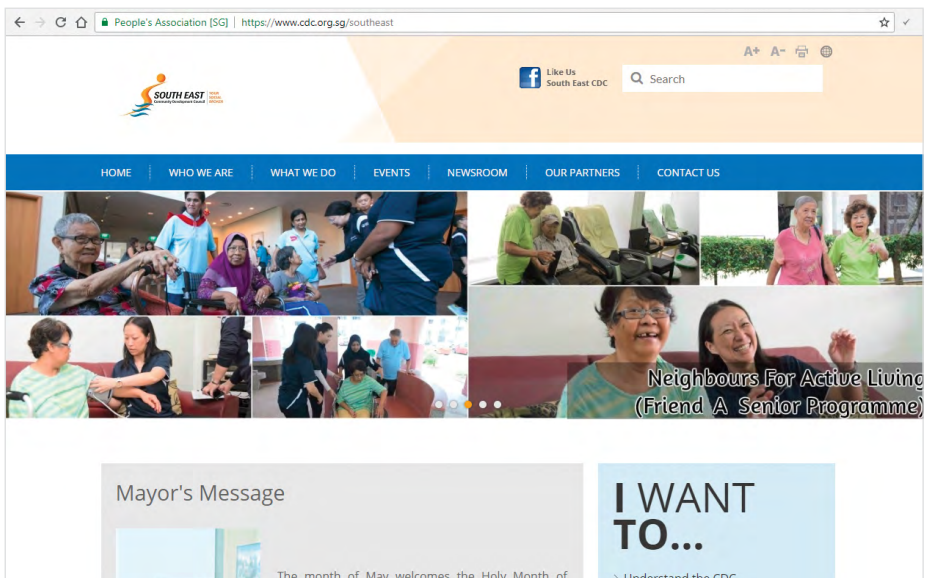 People's Association [SG] | https://www.cdc.org.sg/southeast
A+ A-
Like Us
South East CDC
Search
SOUTH EAST
Community Development Council
HOME WHO WE ARE WHAT WE DO EVENTS NEWSROOM OUR PARTNERS CONTACT US
Neighbours For Active Living
(Friend A Senior Programme)
Mayor's Message
I WANT
TO...
The month of May welcomes the Holy Month of
> Understand the CDC